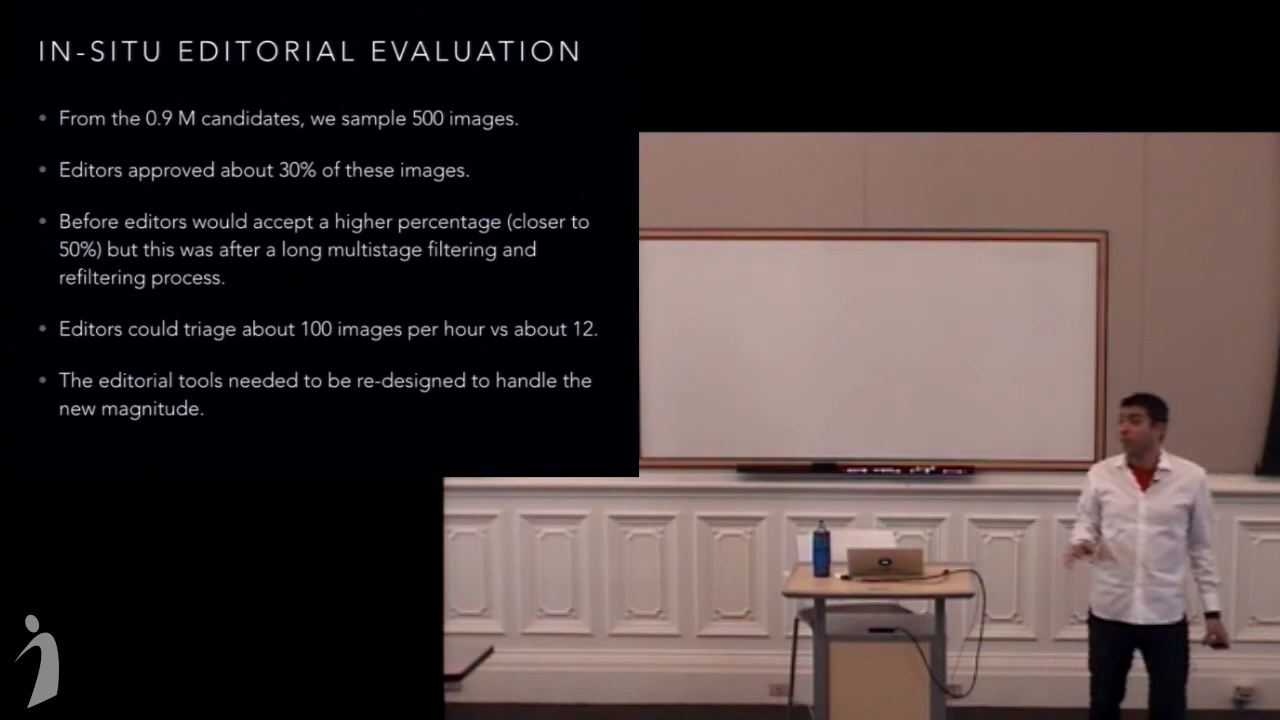 IN-SITU EDITORIAL EVALUATION
• From the 0.9 M candidates, we sample 500 images.
• Editors approved about 30% of these images.
• Before editors would accept a higher percentage (closer to
50%) but this was after a long multistage filtering and
refiltering process.
• Editors could triage about 100 images per hour vs about 12.
• The editorial tools needed to be re-designed to handle the
new magnitude.